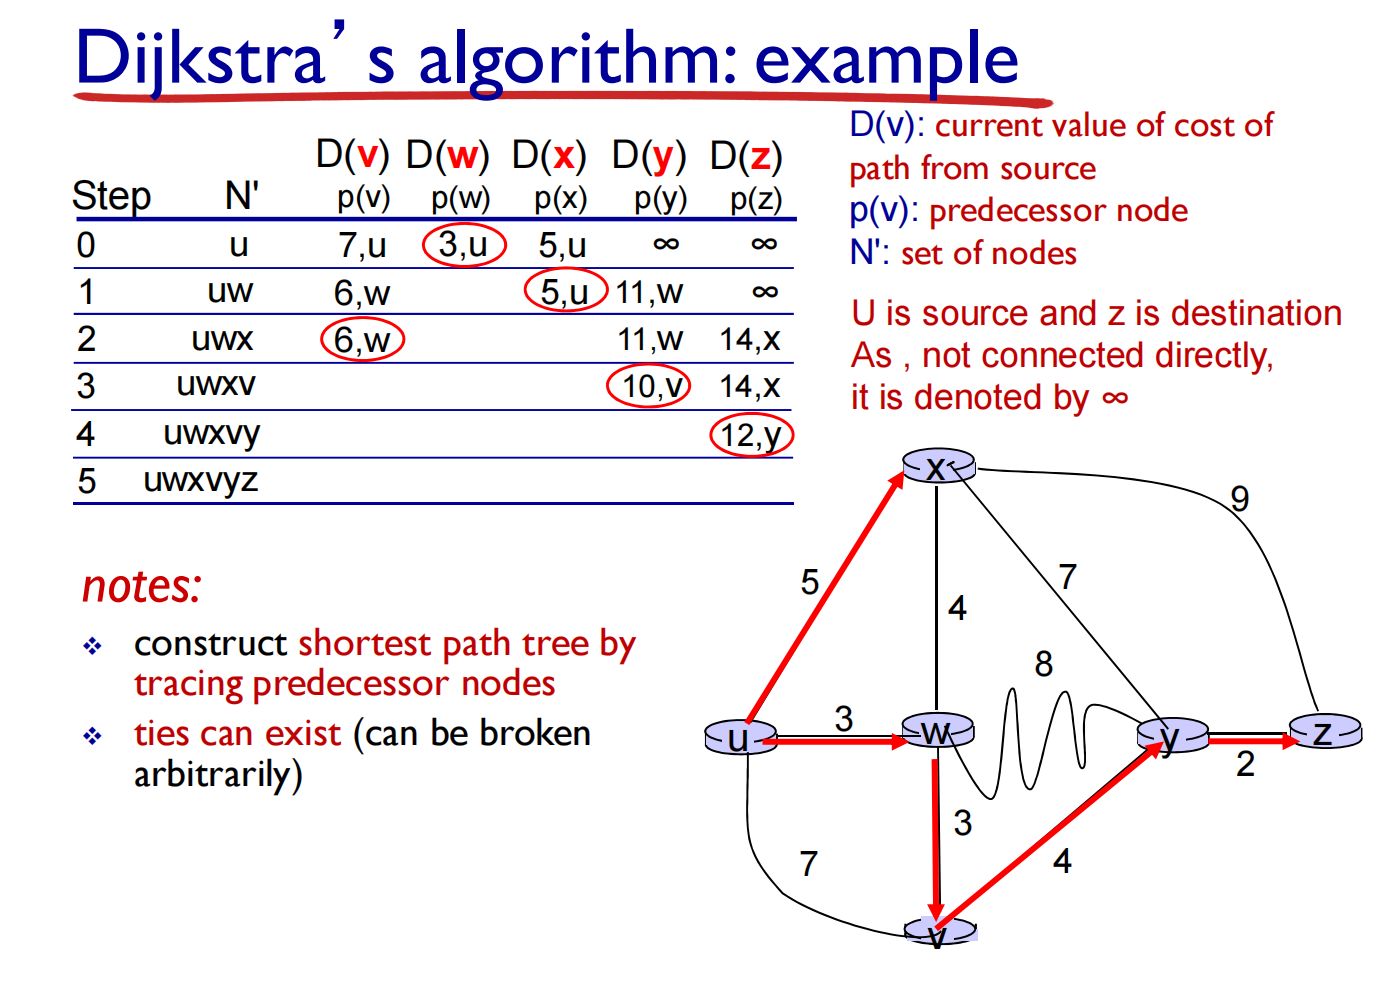 Dijkstra’s algorithm: example
D(v) D(w) D(x) D(y) D(z)
Step N' p(v) p(w) p(x) p(y) p(z)
0 u 7,u 3,u 5,u ∞ ∞
1 uw 6,w 5,u 11,w ∞
2 uwx 6,w 11,w 14,x
3 uwxv 10,v 14,x
4 uwxvy 12,y
5 uwxvyz
D(v): current value of cost of
path from source
p(v): predecessor node
N': set of nodes
U is source and z is destination
As , not connected directly,
it is denoted by ∞
notes:
❖ construct shortest path tree by
tracing predecessor nodes
❖ ties can exist (can be broken
arbitrarily)
x
9
5
7
4
8
3
u
w
y
z
2
3
7
4
v